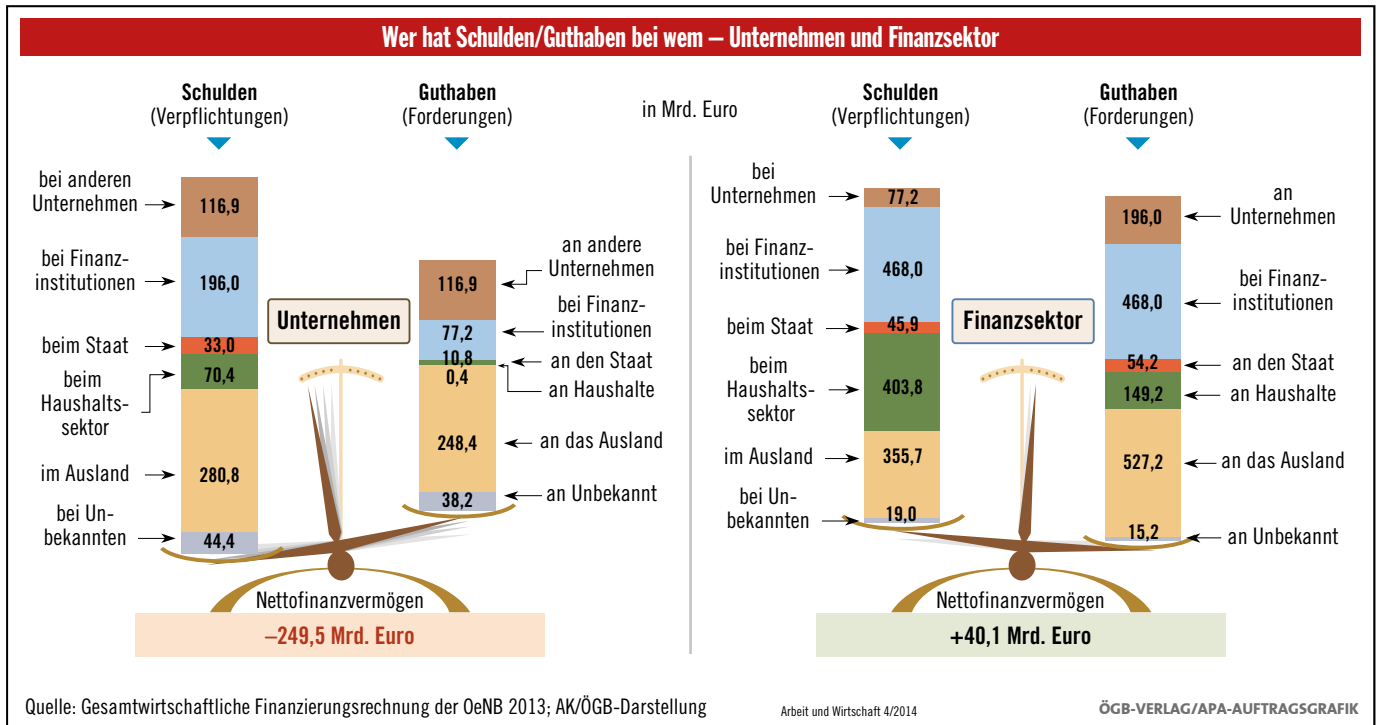 Wer hat Schulden/Guthaben bei wem – Unternehmen und Finanzsektor
Schulden
(Verpflichtungen)
Guthaben
(Forderungen)
in Mrd. Euro
Schulden
(Verpflichtungen)
Guthaben
(Forderungen)
bei anderen
Unternehmen
116,9
bei Finanz-
institutionen
196,0
beim Staat
33,0
beim
Haushalts-
sektor
70,4
im Ausland
280,8
bei Un-
bekannten
44,4
Unternehmen
an andere
Unternehmen
116,9
bei Finanz-
institutionen
77,2
an den Staat
10,8
an Haushalte
0,4
an das Ausland
248,4
an Unbekannt
38,2
Nettofinanzvermögen
–249,5 Mrd. Euro
bei
Unternehmen
77,2
bei Finanz-
institutionen
468,0
beim Staat
45,9
beim
Haushalts-
sektor
403,8
im Ausland
355,7
bei Un-
bekannten
19,0
Finanzsektor
an
Unternehmen
196,0
bei Finanz-
institutionen
468,0
an den Staat
54,2
an Haushalte
149,2
an das Ausland
527,2
an Unbekannt
15,2
Nettofinanzvermögen
+40,1 Mrd. Euro
Quelle: Gesamtwirtschaftliche Finanzierungsrechnung der OeNB 2013; AK/ÖGB-Darstellung
Arbeit und Wirtschaft 4/2014
ÖGB-VERLAG/APA-AUFTRAGSGRAFIK